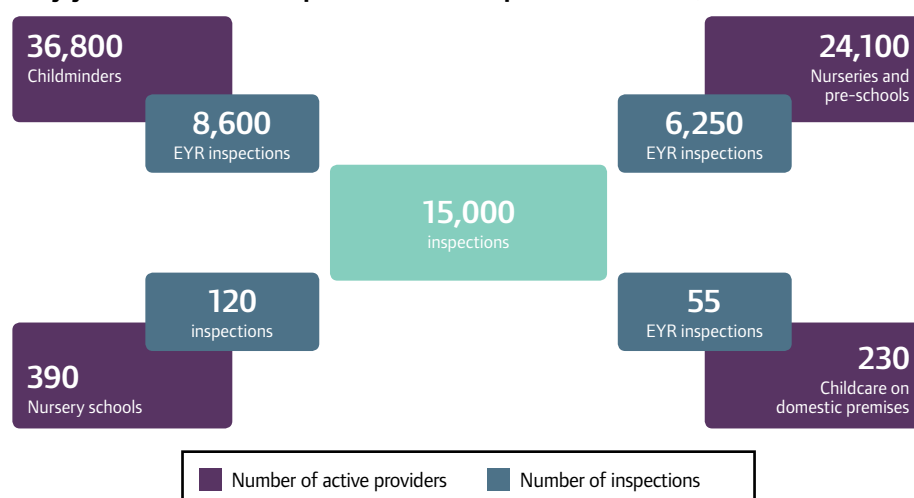 36,800
Childminders
24,100
Nurseries and
pre-schools
8,600
EYR inspections
6,250
EYR inspections
15,000
inspections
120
inspections
55
EYR inspections
390
Nursery schools
230
Childcare on
domestic premises
Number of active providers
Number of inspections